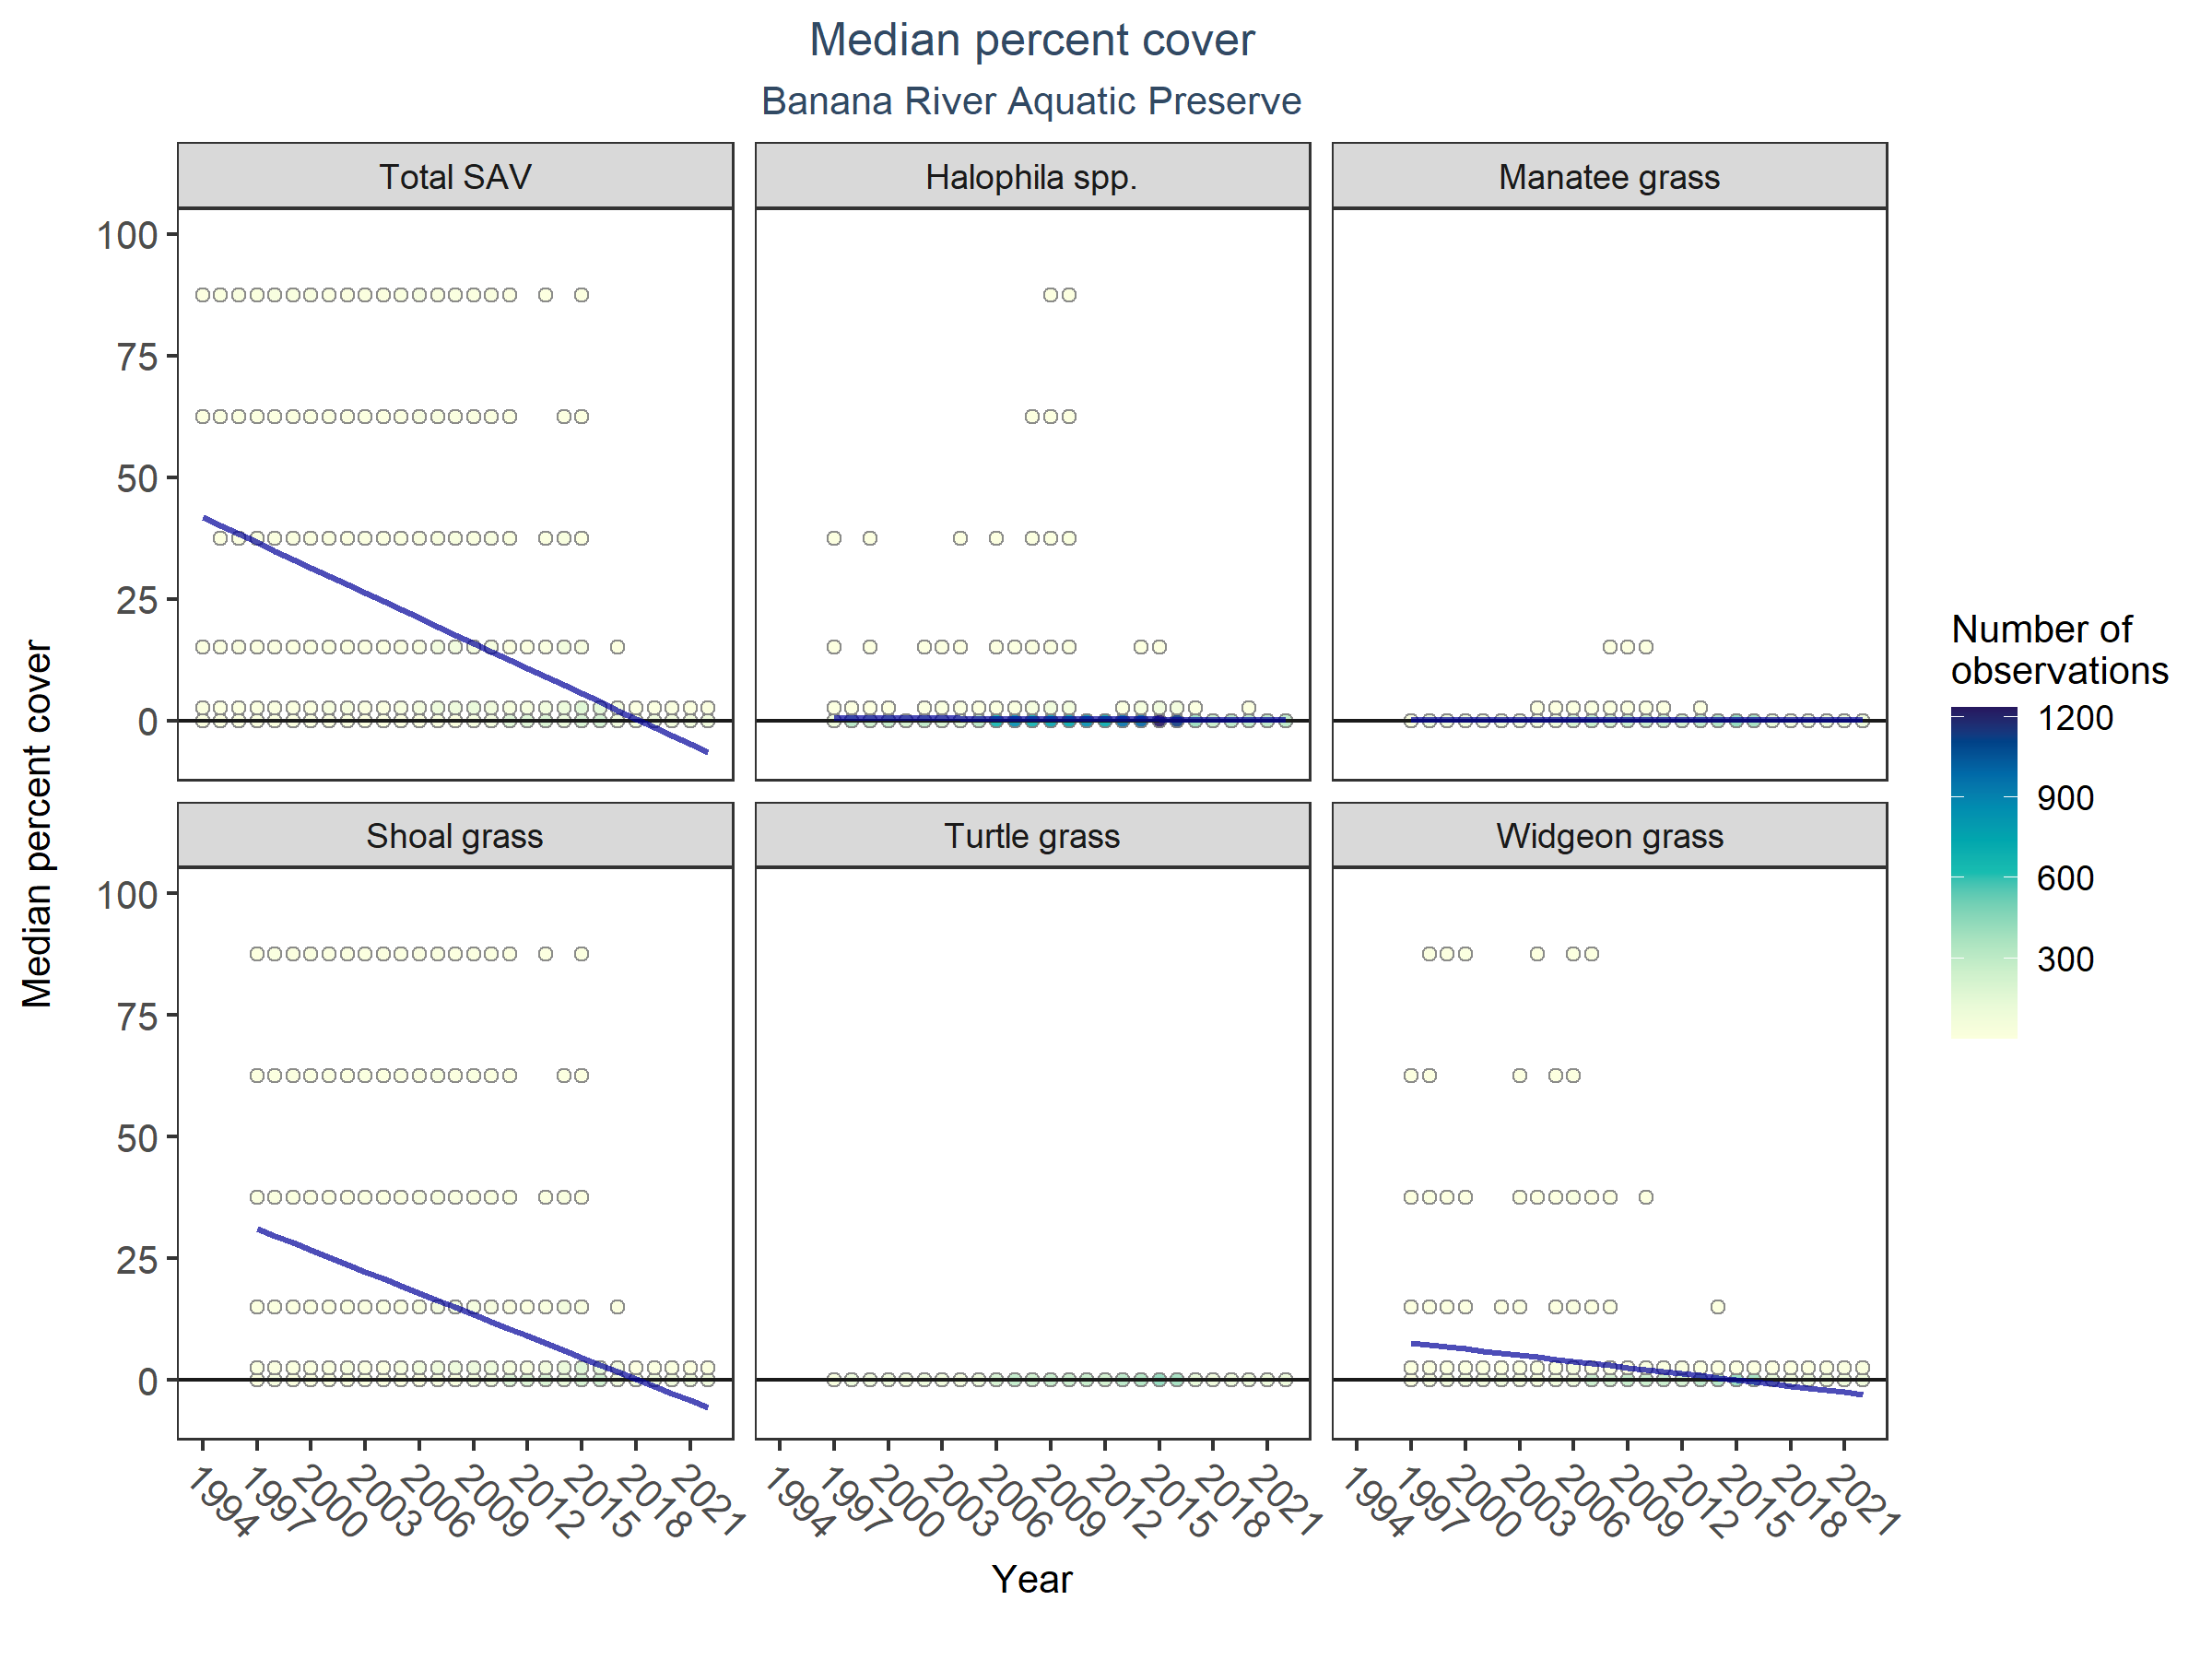 Median percent cover
Banana River Aquatic Preserve
Total SAV
Halophila spp.
Manatee grass
100
75
50
25
0
Shoal grass
Turtle grass
Widgeon grass
100
75
50
25
0
Median percent cover
1994 1997 2000 2003 2006 2009 2012 2015 2018 2021
1994 1997 2000 2003 2006 2009 2012 2015 2018 2021
1994 1997 2000 2003 2006 2009 2012 2015 2018 2021
Year
Number of
observations
1200
900
600
300